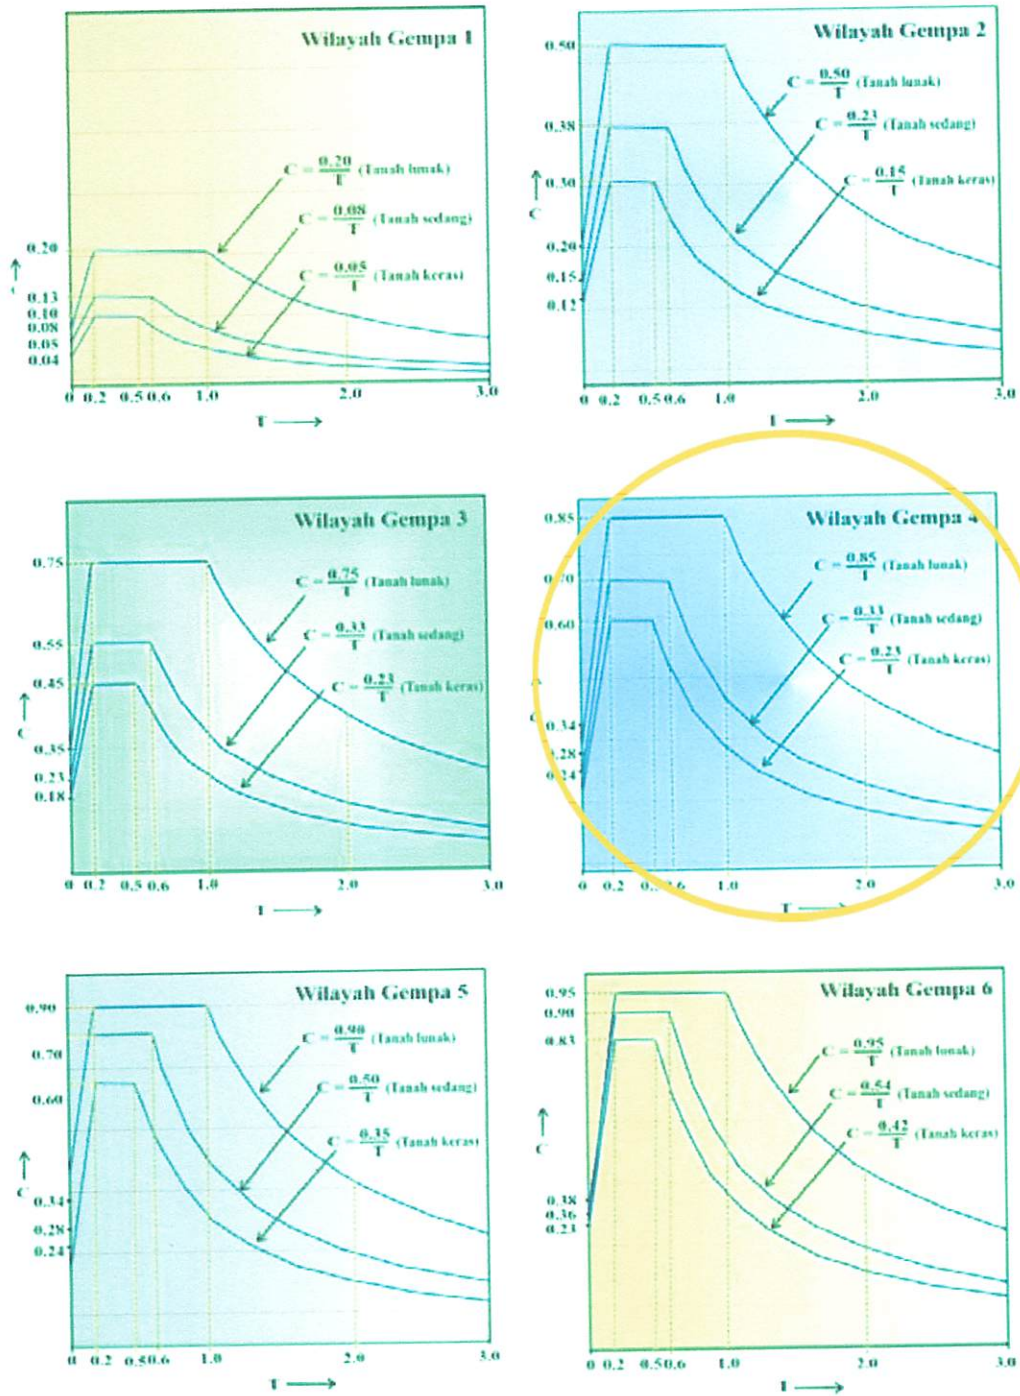 Wilayah Gempa 1
C = 0.20/T (Tanah lunak)
C = 0.08/T (Tanah sedang)
C = 0.05/T (Tanah keras)
0.20
0.13
0.10
0.08
0.05
0.04
0 0.2 0.5 0.6 1.0 2.0 3.0
T
Wilayah Gempa 2
0.50
C = 0.50/T (Tanah lunak)
0.38
C = 0.23/T (Tanah sedang)
C = 0.15/T (Tanah keras)
0.30
C
0.20
0.15
0.12
0 0.2 0.5 0.6 1.0 2.0 3.0
T
Wilayah Gempa 3
0.75
C = 0.75/T (Tanah lunak)
C = 0.33/T (Tanah sedang)
0.55
C = 0.23/T (Tanah keras)
0.45
C
0.35
0.23
0.18
0 0.2 0.5 0.6 1.0 2.0 3.0
T
Wilayah Gempa 4
0.85
C = 0.85/T (Tanah lunak)
0.70
C = 0.33/T (Tanah sedang)
0.60
C = 0.23/T (Tanah keras)
0.34
0.28
0.24
0 0.2 0.5 0.6 1.0 2.0 3.0
T
Wilayah Gempa 5
0.90
C = 0.90/T (Tanah lunak)
0.70
C = 0.50/T (Tanah sedang)
0.60
C = 0.35/T (Tanah keras)
C
0.34
0.28
0.24
0 0.2 0.5 0.6 1.0 2.0 3.0
T
Wilayah Gempa 6
0.95
0.90
0.83
C = 0.95/T (Tanah lunak)
C = 0.54/T (Tanah sedang)
C = 0.42/T (Tanah keras)
C
0.38
0.36
0.23
0 0.2 0.5 0.6 1.0 2.0 3.0
T